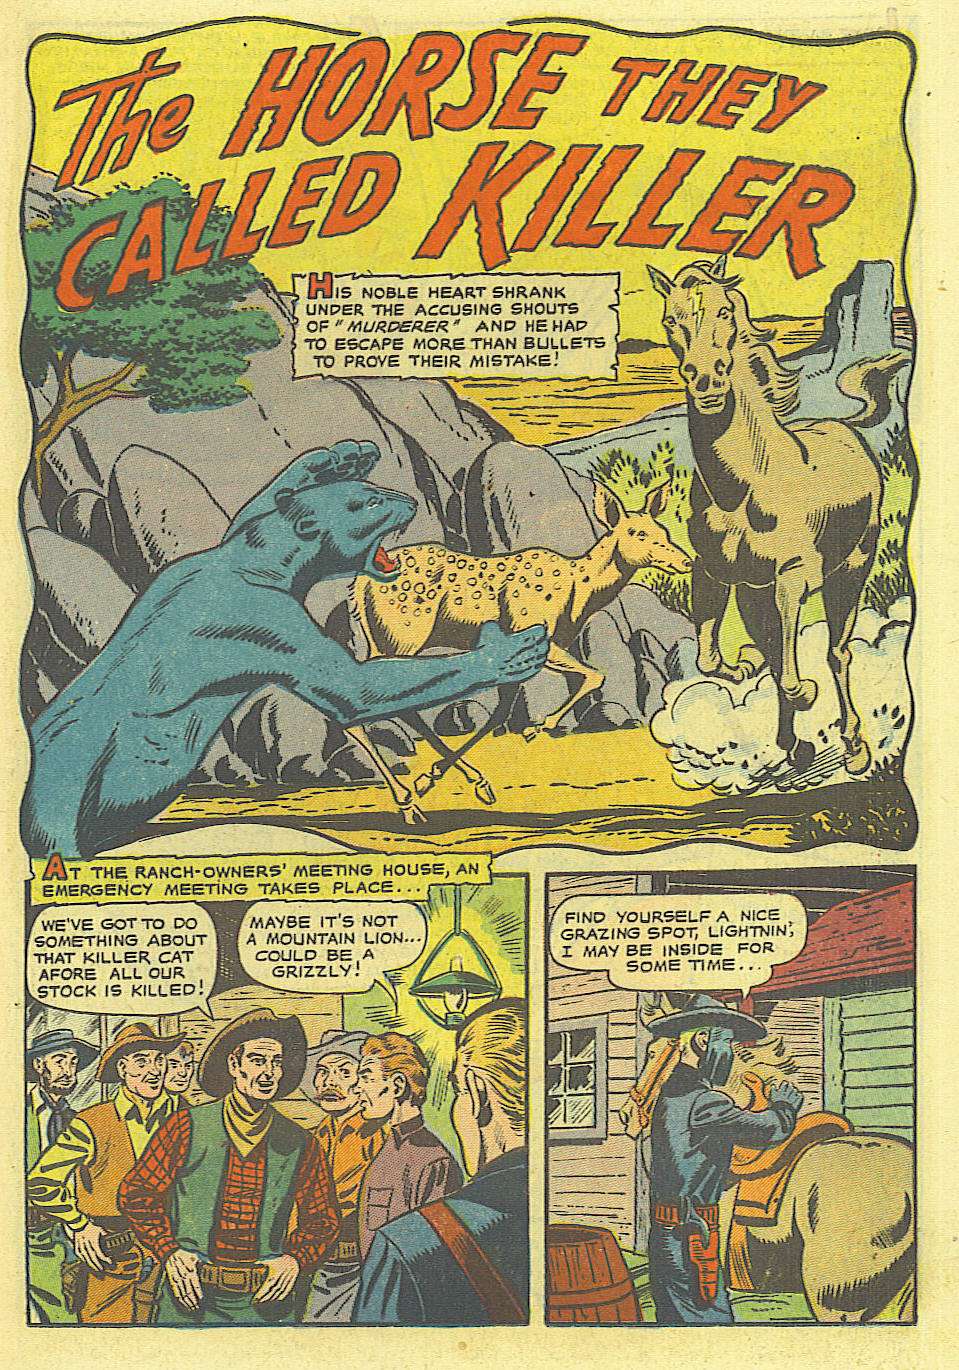 The HORSE THEY
CALLED KILLER
HIS NOBLE HEART SHRANK
UNDER THE ACCUSING SHOUTS
OF "MURDERER" AND HE HAD
TO ESCAPE MORE THAN BULLETS
TO PROVE THEIR MISTAKE!
AT THE RANCH-OWNERS' MEETING HOUSE, AN
EMERGENCY MEETING TAKES PLACE...
WE'VE GOT TO DO
SOMETHING ABOUT
THAT KILLER CAT
AFORE ALL OUR
STOCK IS KILLED!
MAYBE IT'S NOT
A MOUNTAIN LION...
COULD BE A
GRIZZLY!
FIND YOURSELF A NICE
GRAZING SPOT, LIGHTNIN',
I MAY BE INSIDE FOR
SOME TIME...